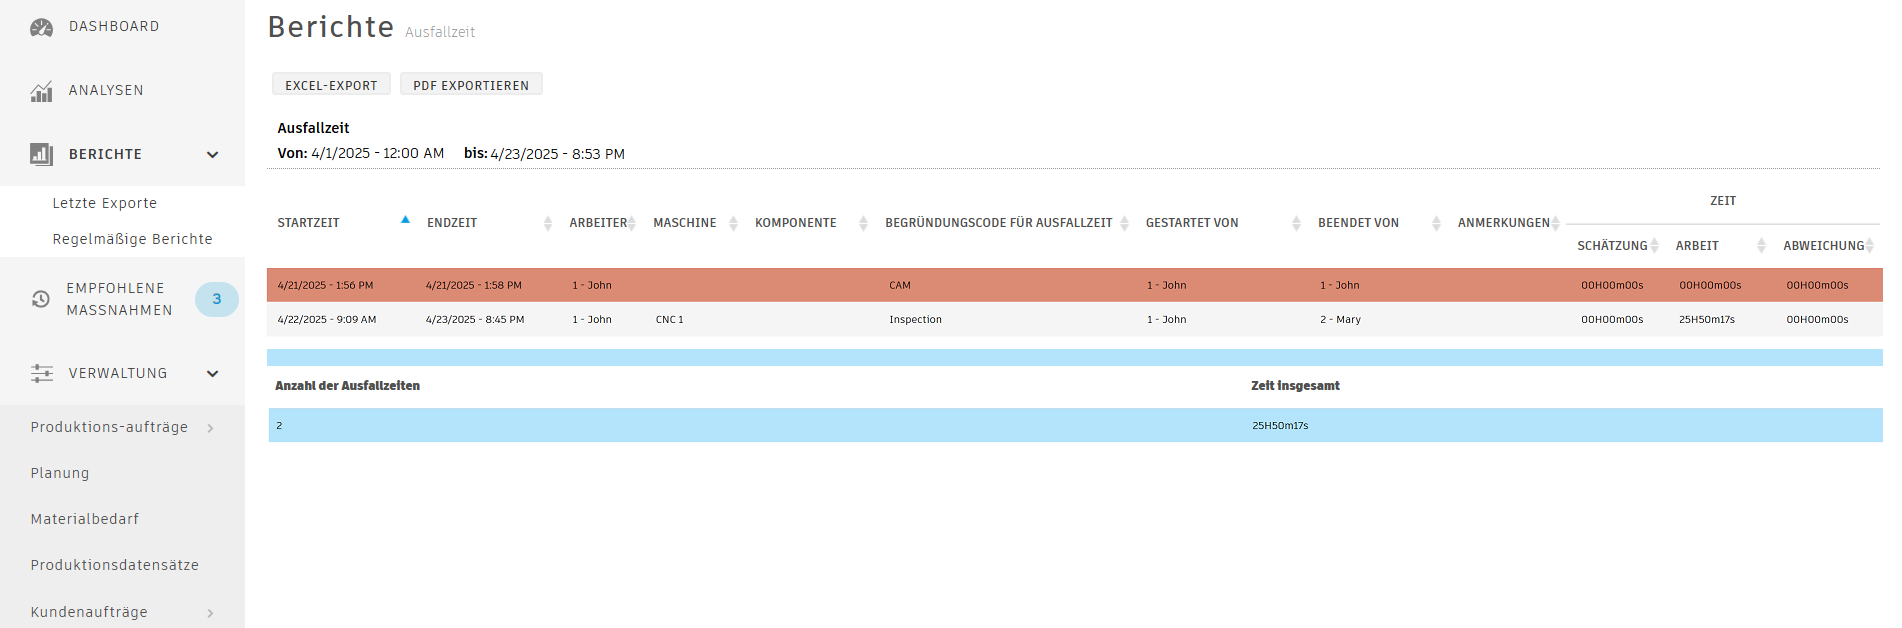 DASHBOARD
ANALYSEN
BERICHTE
Letzte Exporte
Regelmäßige Berichte
EMPFOHLENE
MASSNAHMEN
3
VERWALTUNG
Produktions-aufträge
Planung
Materialbedarf
Produktionsdatensätze
Kundenaufträge
Berichte Ausfallzeit
EXCEL-EXPORT PDF EXPORTIEREN
Ausfallzeit
Von: 4/1/2025 - 12:00 AM bis: 4/23/2025 - 8:53 PM
ZEIT
STARTZEIT ENDZEIT ARBEITER MASCHINE KOMPONENTE BEGRÜNDUNGSCODE FÜR AUSFALLZEIT GESTARTET VON BEENDET VON ANMERKUNGEN
SCHÄTZUNG ARBEIT ABWEICHUNG
4/21/2025 - 1:56 PM 4/21/2025 - 1:58 PM 1 - John CAM 1 - John 1 - John 00H00m00s 00H00m00s 00H00m00s
4/22/2025 - 9:09 AM 4/23/2025 - 8:45 PM 1 - John CNC 1 Inspection 1 - John 2 - Mary 00H00m00s 25H50m17s 00H00m00s
Anzahl der Ausfallzeiten Zeit insgesamt
2 25H50m17s